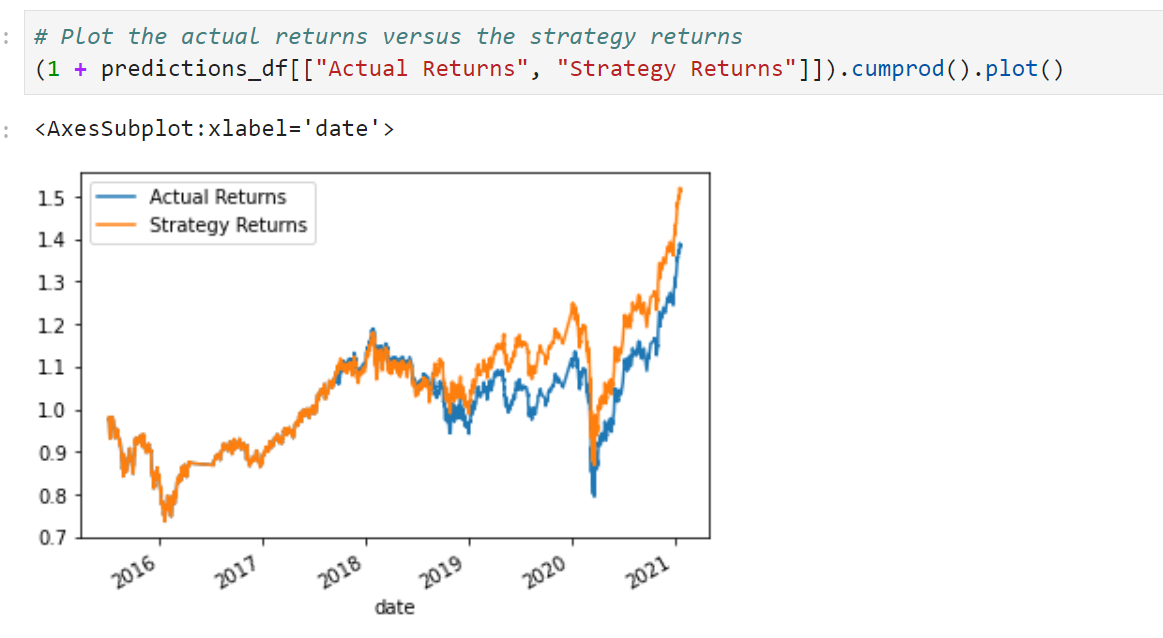 # Plot the actual returns versus the strategy returns
(1 + predictions_df[["Actual Returns", "Strategy Returns"]]).cumprod().plot()
<AxesSubplot:xlabel='date'>
Actual Returns
Strategy Returns
1.5
1.4
1.3
1.2
1.1
1.0
0.9
0.8
0.7
2016 2017 2018 2019 2020 2021
date